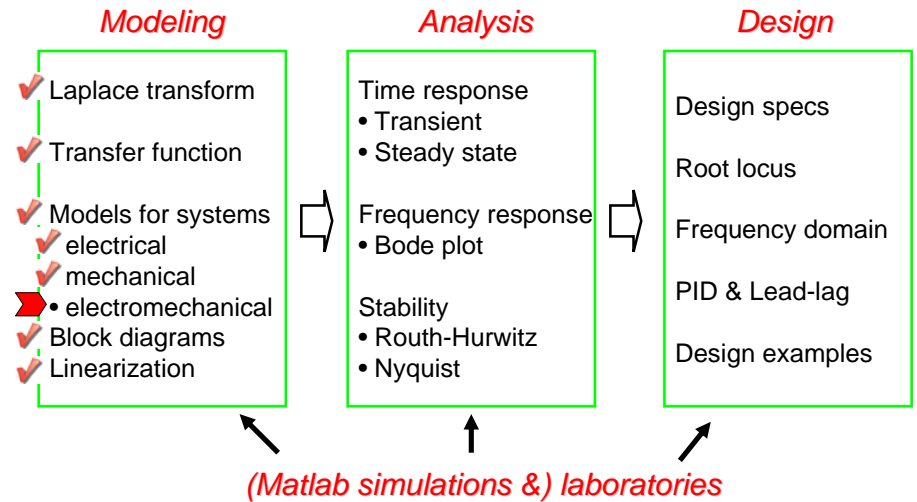 Modeling
Laplace transform
Transfer function
Models for systems
electrical
mechanical
• electromechanical
Block diagrams
Linearization
Analysis
Time response
• Transient
• Steady state
Frequency response
• Bode plot
Stability
• Routh-Hurwitz
• Nyquist
Design
Design specs
Root locus
Frequency domain
PID & Lead-lag
Design examples
(Matlab simulations &) laboratories